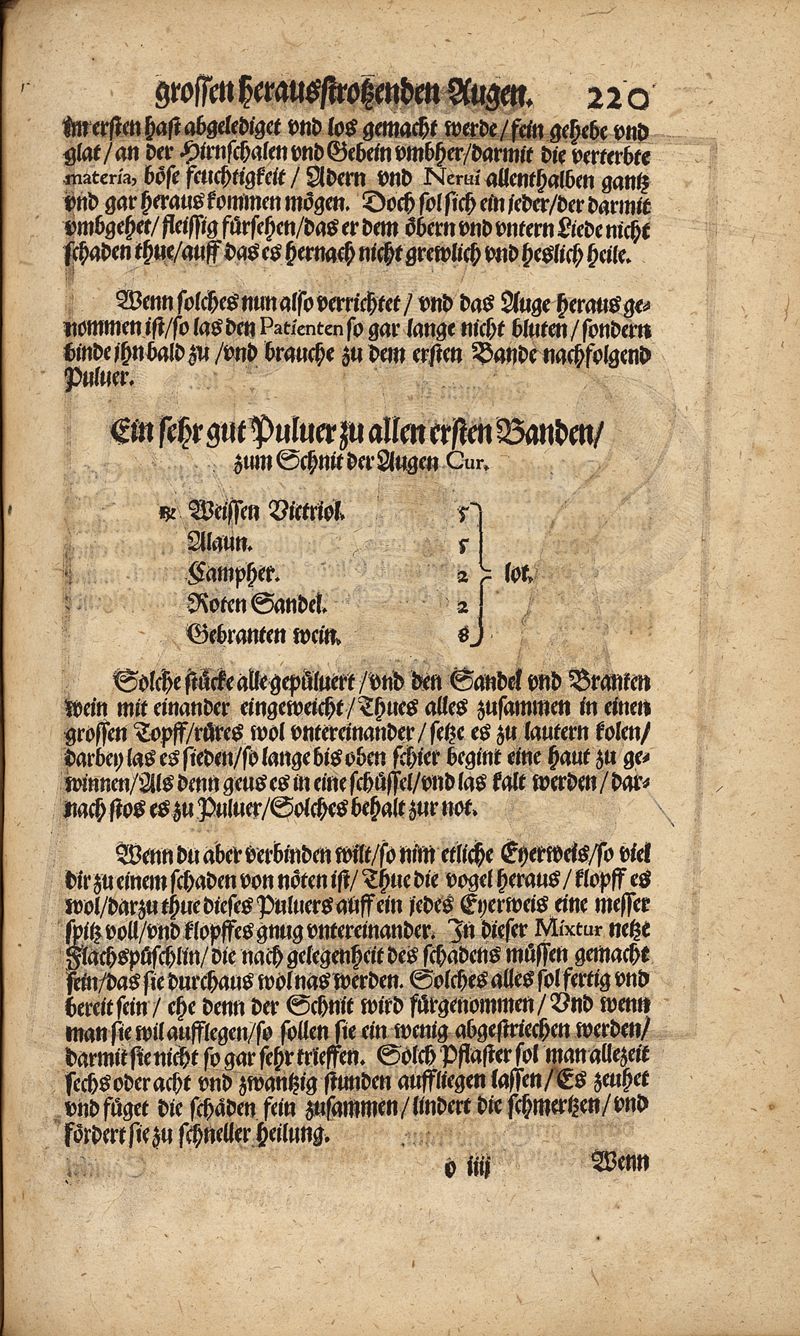 grossen herausstrotzenden Augen. 220
im ersten hast abgelediget vnd los gemacht werde / fein gehebe vnd
glat / an der Hirnschalen vnd Gebein vmbher / darmit die verterbte
materia, böse feuchtigkeit / Adern vnd Nerui allenthalben gantz
vnd gar heraus kommen mögen. Doch sol sich ein jeder / der darmit
vmbgehet / fleissig fürsehen / das er dem öbern vnd vntern Liede nicht
schaden thue / auff das es hernach nicht grewlich vnd heslich heile.
Wenn solches nun also verrichtet / vnd das Auge heraus ge⸗
nommen ist / so las den Patienten so gar lange nicht bluten / sondern
binde ihn bald zu / vnd brauche zu dem ersten Bande nachfolgend
Puluer.
Ein sehr gut Puluer zu allen ersten Banden /
zum Schnit der Augen Cur.
℞ Weissen Victriol. 5
Alaun. 5
Campher. 2 lot.
Roten Sandel. 2
Gebranten wein. 8
Solche stücke alle gepüluert / vnd den Sandel vnd Branten
wein mit einander eingeweicht / Thues alles zusammen in einen
grossen Topff / rüres wol vntereinander / setze es zu lautern kolen /
darbey las es sieden / so lange bis oben schier begint eine haut zu ge⸗
winnen / Als denn geus es in eine schüssel / vnd las kalt werden / dar⸗
nach stos es zu Puluer / Solches behalt zur not.
Wenn du aber verbinden wilt / so nim etliche Eyerweis / so viel
dir zu einem schaden von nöten ist / Thue die vogel heraus / klopff es
wol / darzu thue dieses Puluers auff ein jedes Eyerweis eine messer
spitz voll / vnd klopffes gnug vntereinander. In dieser Mixtur netze
Flachspüschlin / die nach gelegenheit des schadens müssen gemacht
sein / das sie durchaus wol nas werden. Solches alles sol fertig vnd
bereit sein / ehe denn der Schnit wird fürgenommen / Vnd wenn
man sie wil aufflegen / so sollen sie ein wenig abgestriechen werden /
darmit sie nicht so gar sehr trieffen. Solch Pflaster sol man allezeit
sechs oder acht vnd zwantzig stunden auffliegen lassen / Es zeuhet
vnd füget die schäden fein zusammen / lindert die schmertzen / vnd
fördert sie zu schneller heilung.
o iiij Wenn